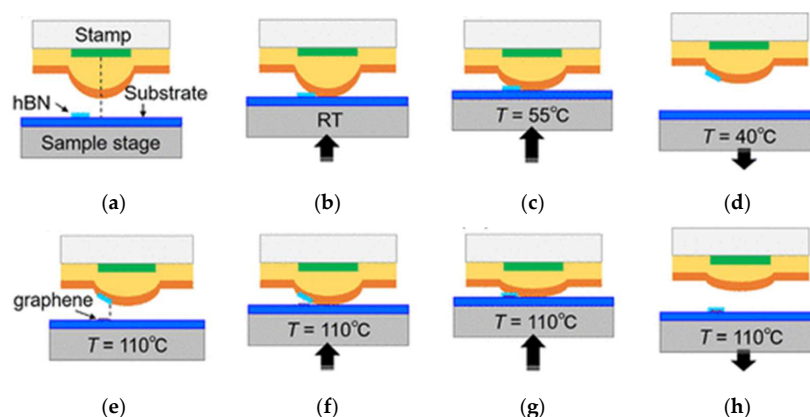 Stamp
hBN
Substrate
Sample stage
(a)
RT
(b)
T = 55°C
(c)
T = 40°C
(d)
graphene
T = 110°C
(e)
T = 110°C
(f)
T = 110°C
(g)
T = 110°C
(h)